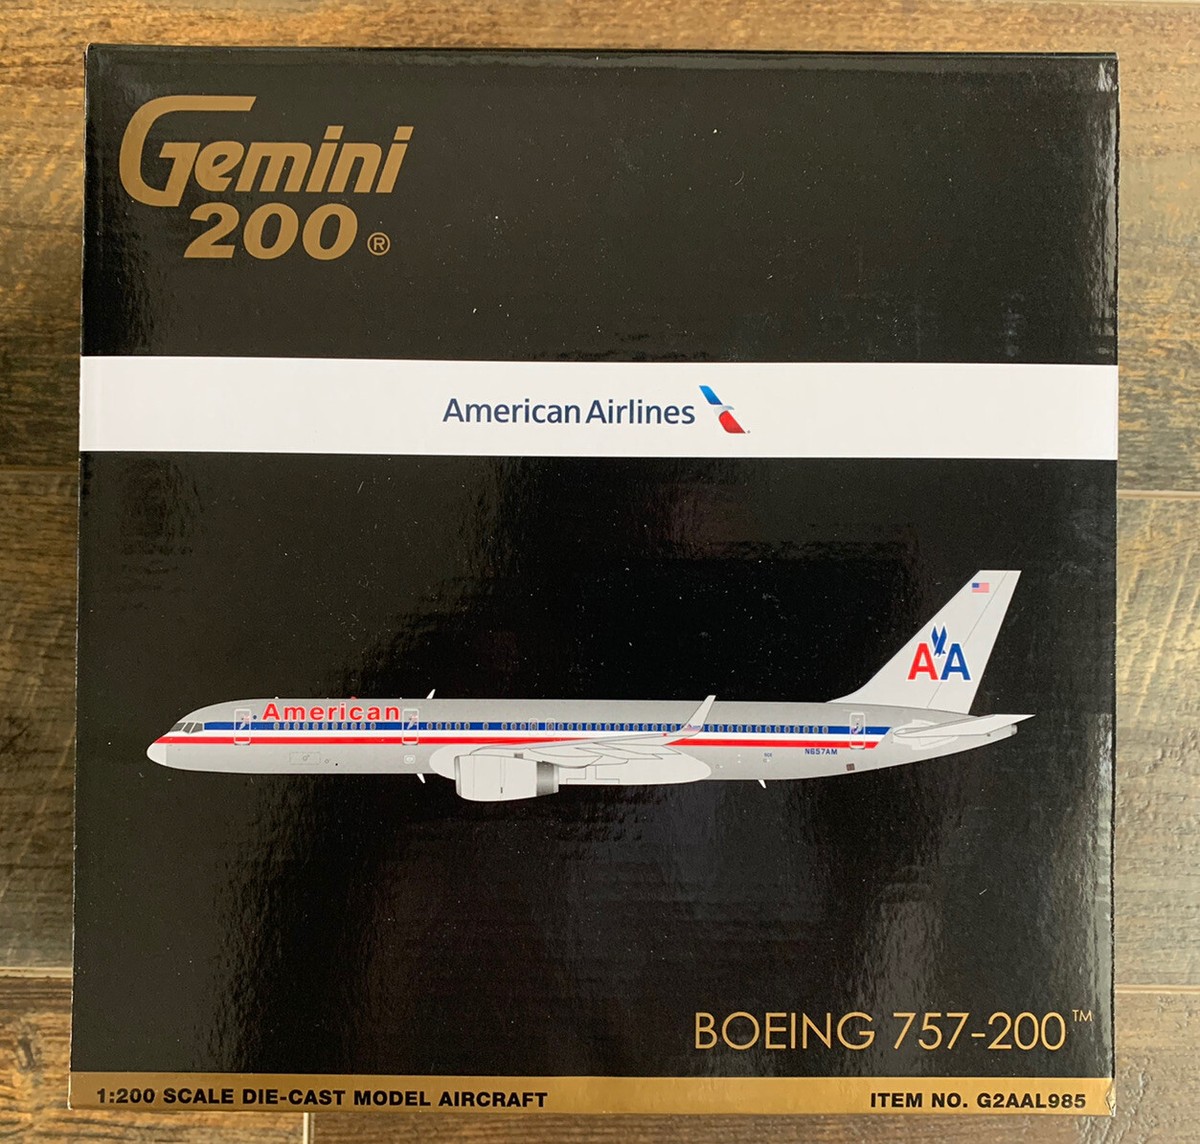 Gemini
200®
American Airlines
American
AA
N657AM
BOEING 757-200™
1:200 SCALE DIE-CAST MODEL AIRCRAFT
ITEM NO. G2AAL985